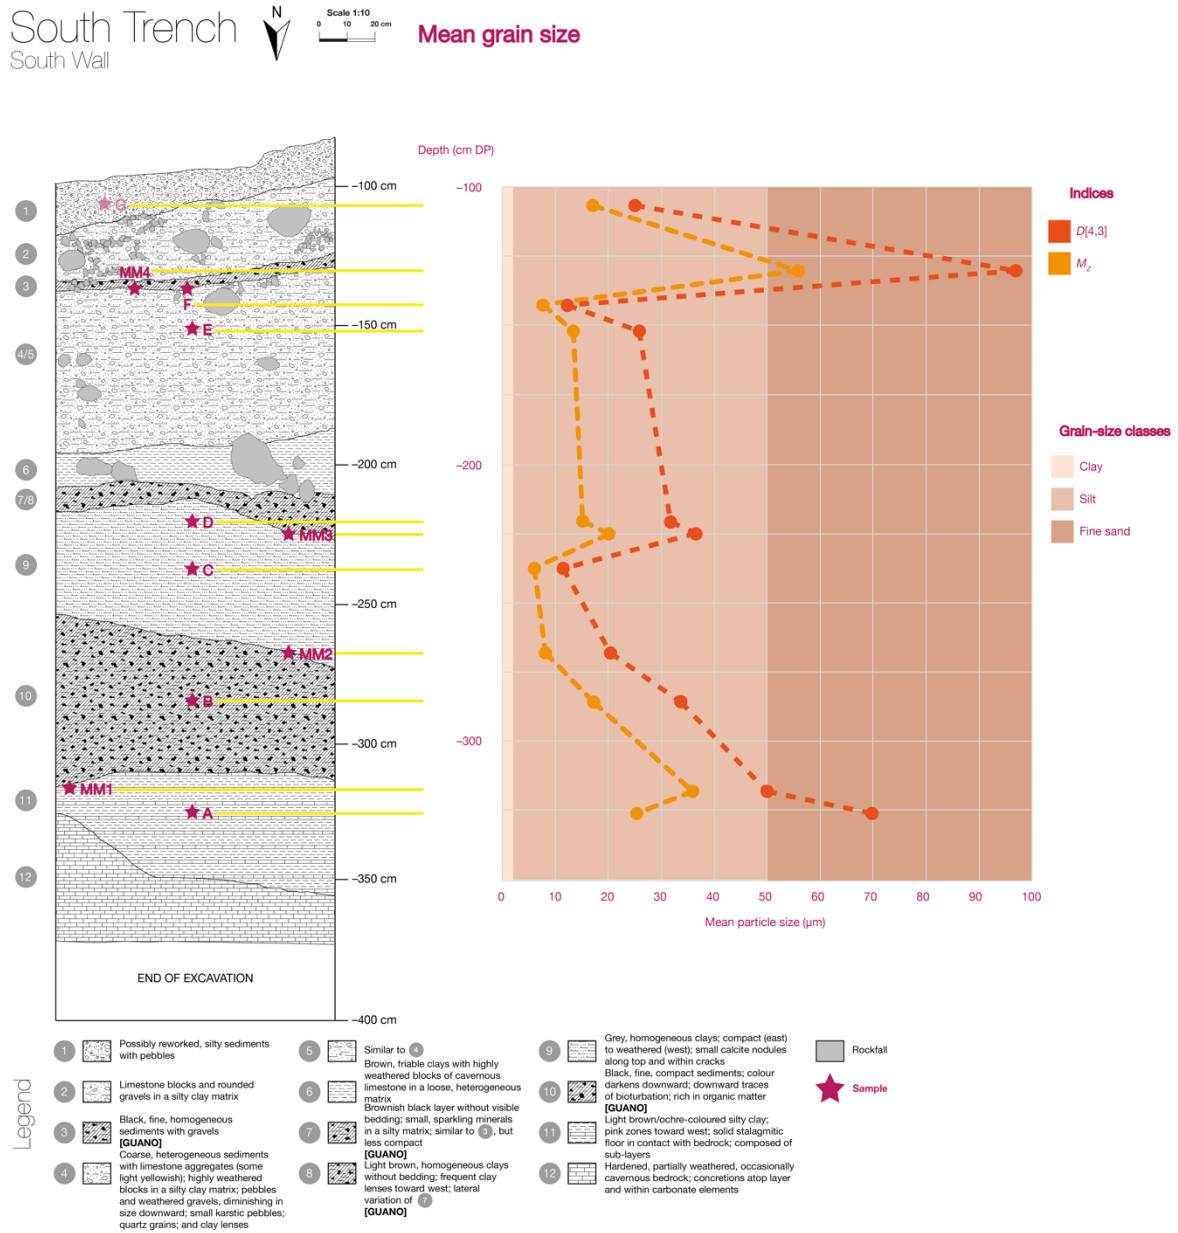 South Trench
South Wall
N
Scale 1:10
0 10 20 cm
Mean grain size
Depth (cm DP)
−100 cm
−150 cm
−200 cm
−250 cm
−300 cm
−350 cm
−400 cm
1
2
3
4/5
6
7/8
9
10
11
12
G
MM4
F
E
D
MM3
C
MM2
B
MM1
A
END OF EXCAVATION
−100
−200
−300
0 10 20 30 40 50 60 70 80 90 100
Mean particle size (μm)
Indices
D[4,3]
Mz
Grain-size classes
Clay
Silt
Fine sand
Legend
1 Possibly reworked, silty sediments
with pebbles
2 Limestone blocks and rounded
gravels in a silty clay matrix
3 Black, fine, homogeneous
sediments with gravels
[GUANO]
4 Coarse, heterogeneous sediments
with limestone aggregates (some
light yellowish); highly weathered
blocks in a silty clay matrix; pebbles
and weathered gravels, diminishing in
size downward; small karstic pebbles;
quartz grains; and clay lenses
5 Similar to 4
6 Brown, friable clays with highly
weathered blocks of cavernous
limestone in a loose, heterogeneous
matrix
7 Brownish black layer without visible
bedding; small, sparkling minerals
in a silty matrix; similar to 3, but
less compact
[GUANO]
8 Light brown, homogeneous clays
without bedding; frequent clay
lenses toward west; lateral
variation of 7
[GUANO]
9 Grey, homogeneous clays; compact (east)
to weathered (west); small calcite nodules
along top and within cracks
10 Black, fine, compact sediments; colour
darkens downward; downward traces
of bioturbation; rich in organic matter
[GUANO]
11 Light brown/ochre-coloured silty clay;
pink zones toward west; solid stalagmitic
floor in contact with bedrock; composed of
sub-layers
12 Hardened, partially weathered, occasionally
cavernous bedrock; concretions atop layer
and within carbonate elements
Rockfall
Sample